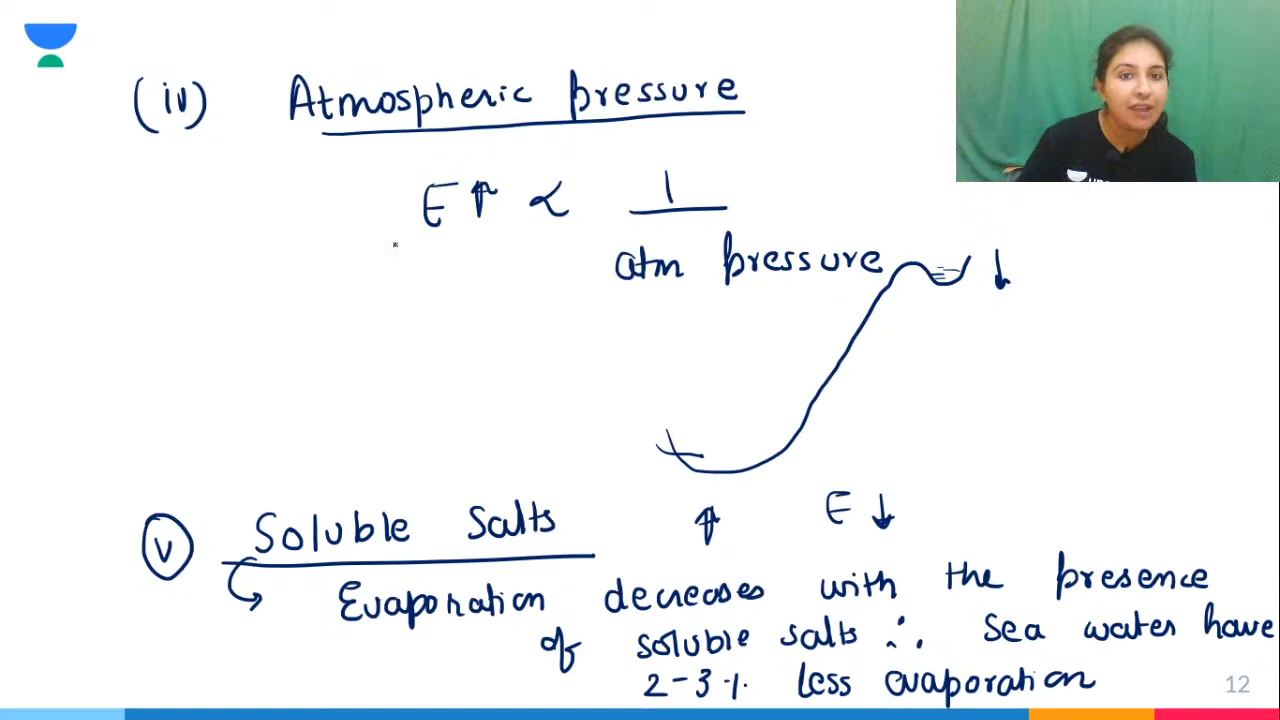 (iv) Atmospheric pressure
E↑ ∝ 1
atm pressure
↓
↑ E↓
(v) Soluble Salts
Evaporation decreases with the presence
of soluble salts ∴ Sea water have
2-3% less evaporation
12